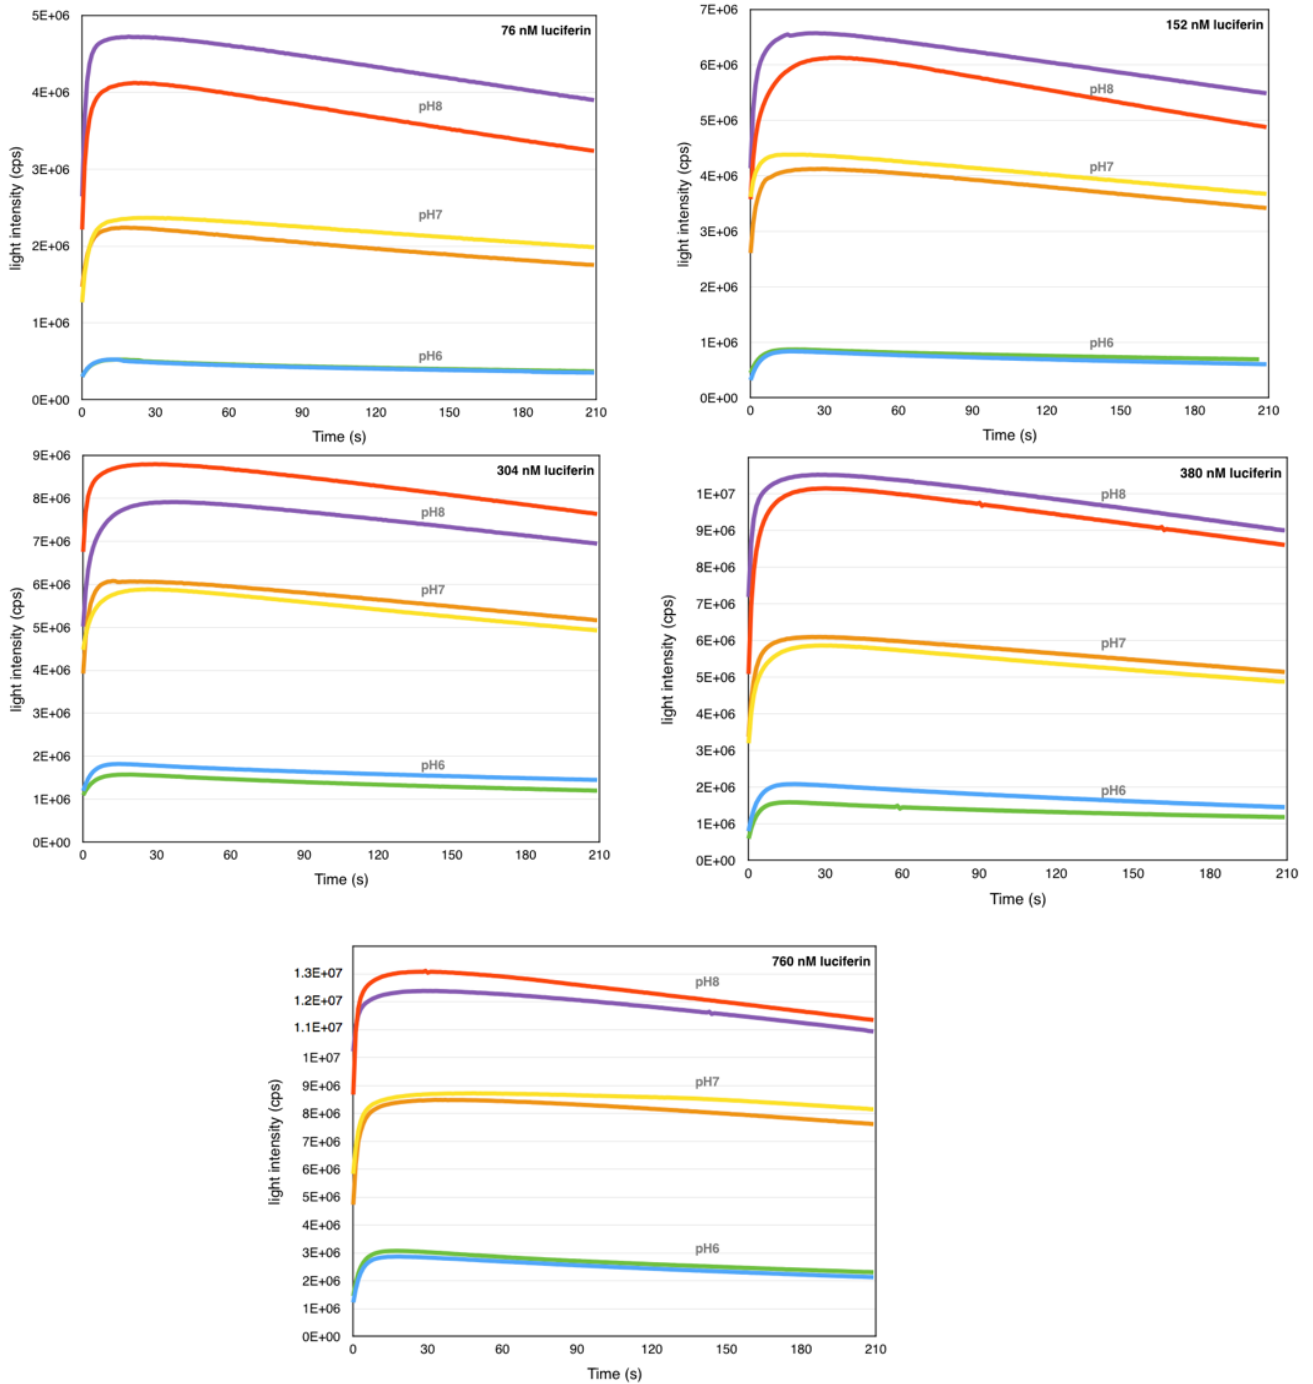 76 nM luciferin
5E+06
4E+06
3E+06
2E+06
1E+06
0E+00
light intensity (cps)
pH8
pH7
pH6
0 30 60 90 120 150 180 210
Time (s)
152 nM luciferin
7E+06
6E+06
5E+06
4E+06
3E+06
2E+06
1E+06
0E+00
light intensity (cps)
pH8
pH7
pH6
0 30 60 90 120 150 180 210
Time (s)
304 nM luciferin
9E+06
8E+06
7E+06
6E+06
5E+06
4E+06
3E+06
2E+06
1E+06
0E+00
light intensity (cps)
pH8
pH7
pH6
0 30 60 90 120 150 180 210
Time (s)
380 nM luciferin
1E+07
9E+06
8E+06
7E+06
6E+06
5E+06
4E+06
3E+06
2E+06
1E+06
0E+00
light intensity (cps)
pH8
pH7
pH6
0 30 60 90 120 150 180 210
Time (s)
760 nM luciferin
1.3E+07
1.2E+07
1.1E+07
1E+07
9E+06
8E+06
7E+06
6E+06
5E+06
4E+06
3E+06
2E+06
1E+06
0E+00
light intensity (cps)
pH8
pH7
pH6
0 30 60 90 120 150 180 210
Time (s)